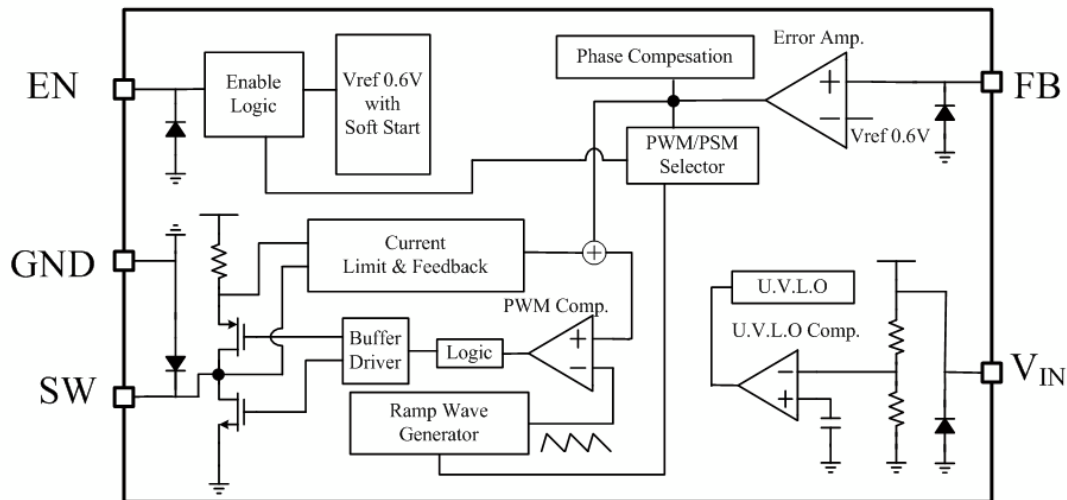 EN
Enable
Logic
Vref 0.6V
with
Soft Start
Phase Compesation
Error Amp.
+
−
Vref 0.6V
FB
PWM/PSM
Selector
GND
Current
Limit & Feedback
+
PWM Comp.
+
−
Buffer
Driver
Logic
SW
Ramp Wave
Generator
U.V.L.O
U.V.L.O Comp.
−
+
VIN